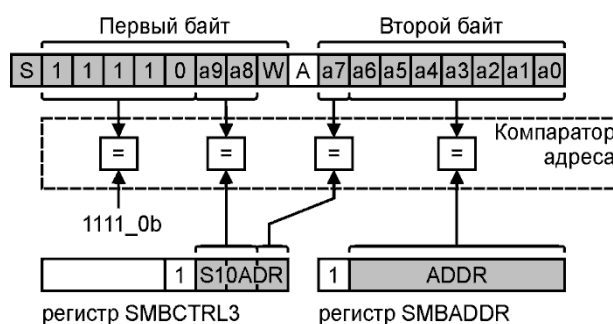 Первый байт Второй байт
S 1 1 1 1 0 a9 a8 W A a7 a6 a5 a4 a3 a2 a1 a0
Компаратор
адреса
= = = =
1111_0b
1 S10ADR 1 ADDR
регистр SMBCTRL3 регистр SMBADDR